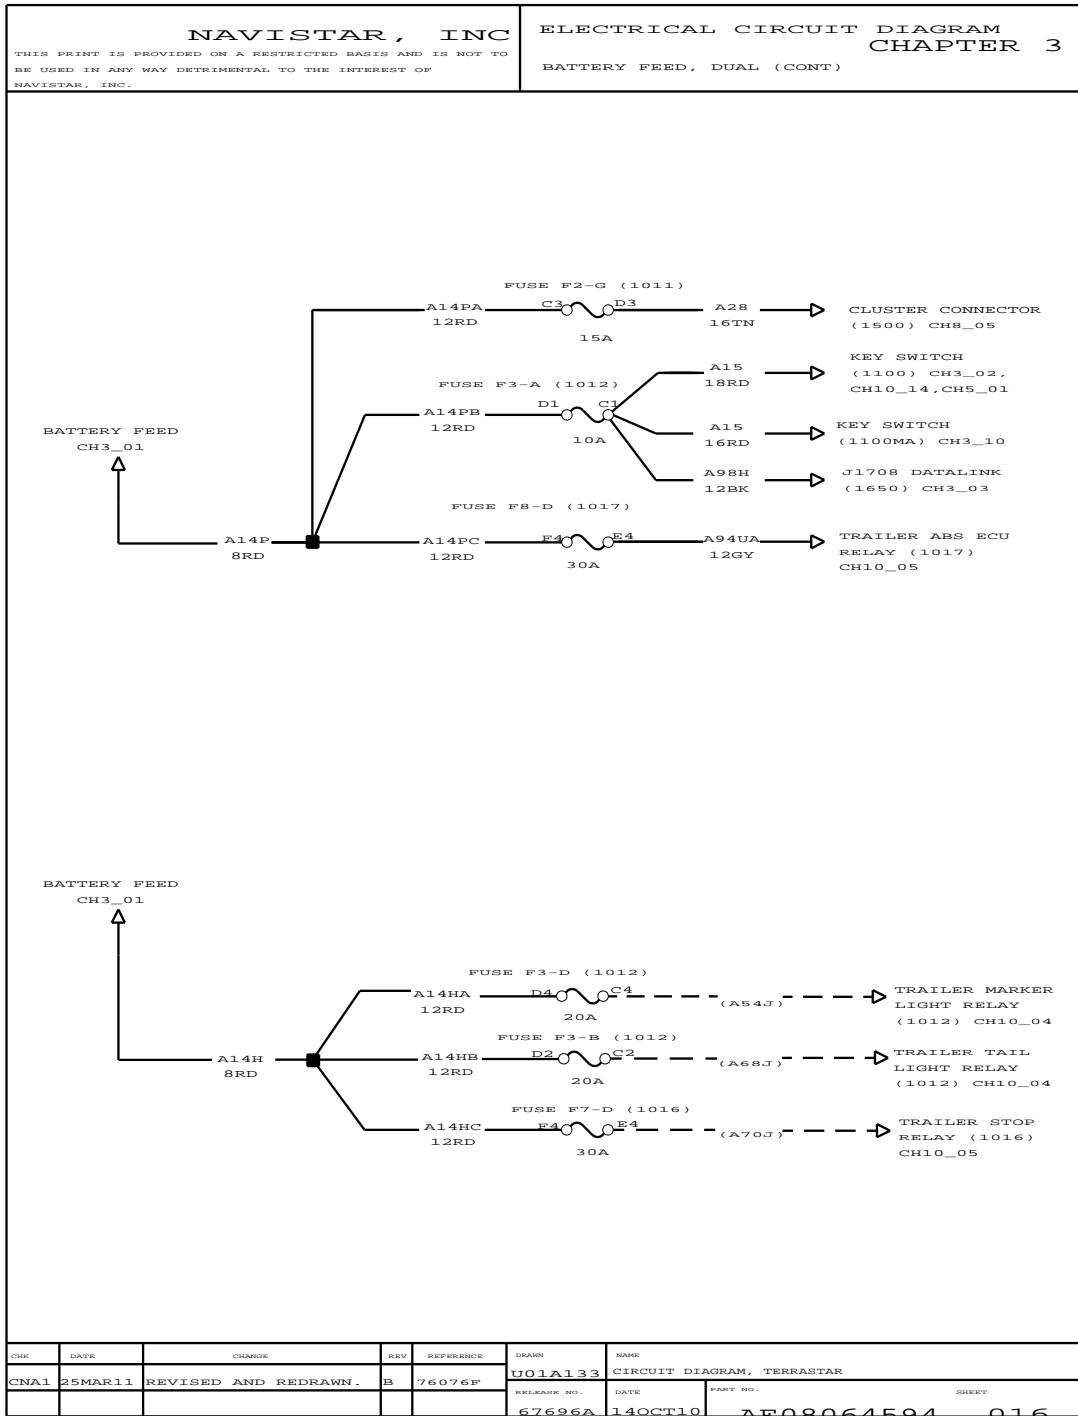 NAVISTAR, INC
THIS PRINT IS PROVIDED ON A RESTRICTED BASIS AND IS NOT TO
BE USED IN ANY WAY DETRIMENTAL TO THE INTEREST OF
NAVISTAR, INC.
ELECTRICAL CIRCUIT DIAGRAM
CHAPTER 3
BATTERY FEED, DUAL (CONT)
FUSE F2-G (1011)
A14PA
12RD
C3
D3
15A
A28
16TN
CLUSTER CONNECTOR
(1500) CH8_05
FUSE F3-A (1012)
A14PB
12RD
D1
C1
10A
A15
18RD
KEY SWITCH
(1100) CH3_02,
CH10_14,CH5_01
A15
16RD
KEY SWITCH
(1100MA) CH3_10
A98H
12BK
J1708 DATALINK
(1650) CH3_03
BATTERY FEED
CH3_01
A14P
8RD
FUSE F8-D (1017)
A14PC
12RD
F4
E4
30A
A94UA
12GY
TRAILER ABS ECU
RELAY (1017)
CH10_05
BATTERY FEED
CH3_01
A14H
8RD
FUSE F3-D (1012)
A14HA
12RD
D4
C4
20A
(A54J)
TRAILER MARKER
LIGHT RELAY
(1012) CH10_04
FUSE F3-B (1012)
A14HB
12RD
D2
C2
20A
(A68J)
TRAILER TAIL
LIGHT RELAY
(1012) CH10_04
FUSE F7-D (1016)
A14HC
12RD
F4
E4
30A
(A70J)
TRAILER STOP
RELAY (1016)
CH10_05
CHK DATE CHANGE REV REFERENCE
CNA1 25MAR11 REVISED AND REDRAWN. B 76076F
DRAWN
U01A133
NAME
CIRCUIT DIAGRAM, TERRASTAR
RELEASE NO.
67696A
DATE
14OCT10
PART NO. SHEET
AE08064594 016